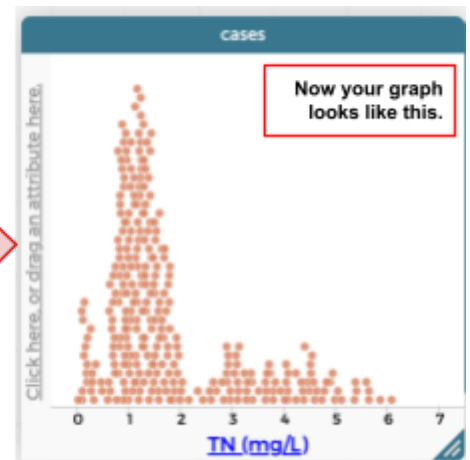 cases
Now your graph
looks like this.
Click here, or drag an attribute here.
0 1 2 3 4 5 6 7
TN (mg/L)